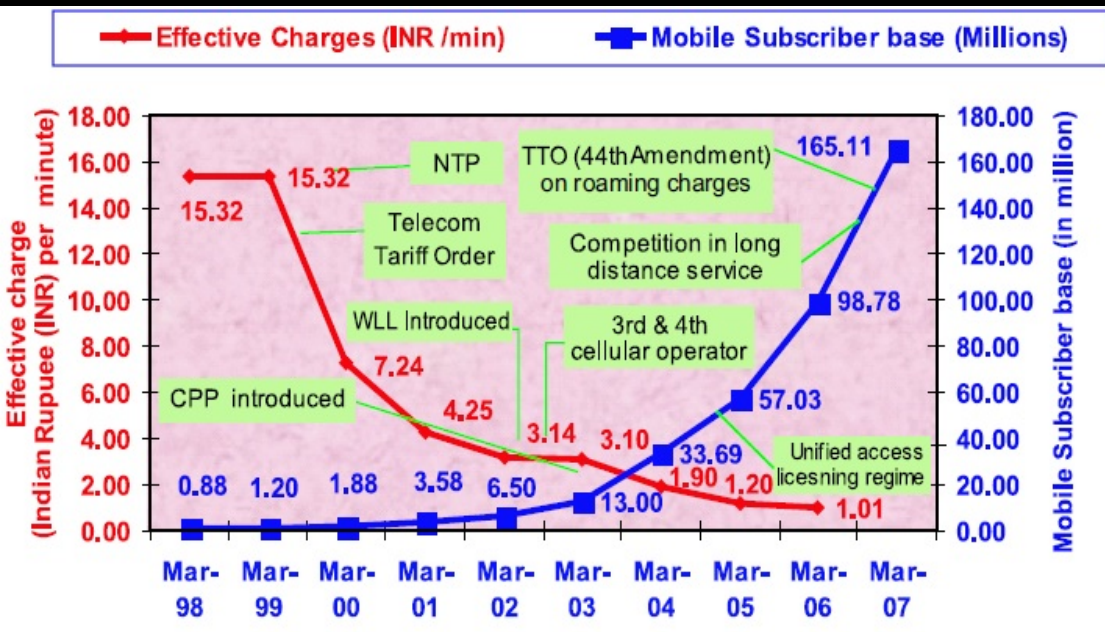 Effective Charges (INR /min)
Mobile Subscriber base (Millions)
Effective charge
(Indian Rupuee (INR) per minute)
18.00
16.00
14.00
12.00
10.00
8.00
6.00
4.00
2.00
0.00
15.32
15.32
7.24
4.25
3.14
3.10
1.90
1.20
1.01
NTP
Telecom
Tariff Order
WLL Introduced
CPP introduced
3rd & 4th
cellular operator
TTO (44thAmendment)
on roaming charges
Competition in long
distance service
Unified access
licesning regime
0.88
1.20
1.88
3.58
6.50
13.00
33.69
57.03
98.78
165.11
180.00
160.00
140.00
120.00
100.00
80.00
60.00
40.00
20.00
0.00
Mobile Subscriber base (in million)
Mar-
98
Mar-
99
Mar-
00
Mar-
01
Mar-
02
Mar-
03
Mar-
04
Mar-
05
Mar-
06
Mar-
07